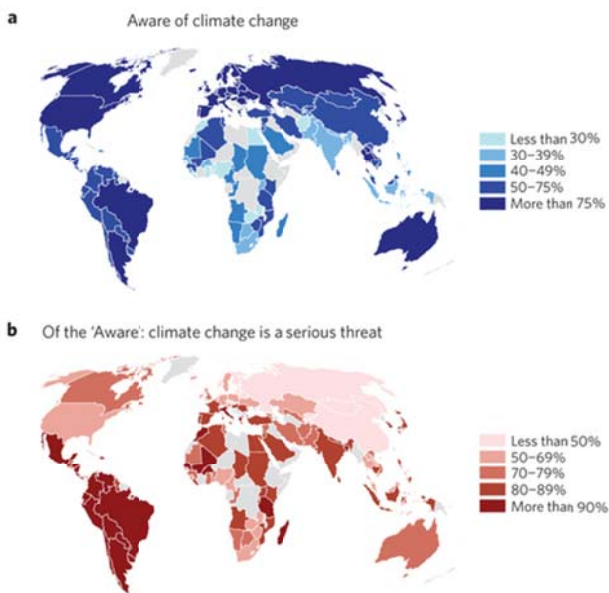 a
Aware of climate change
Less than 30%
30–39%
40–49%
50–75%
More than 75%
b
Of the 'Aware': climate change is a serious threat
Less than 50%
50–69%
70–79%
80–89%
More than 90%